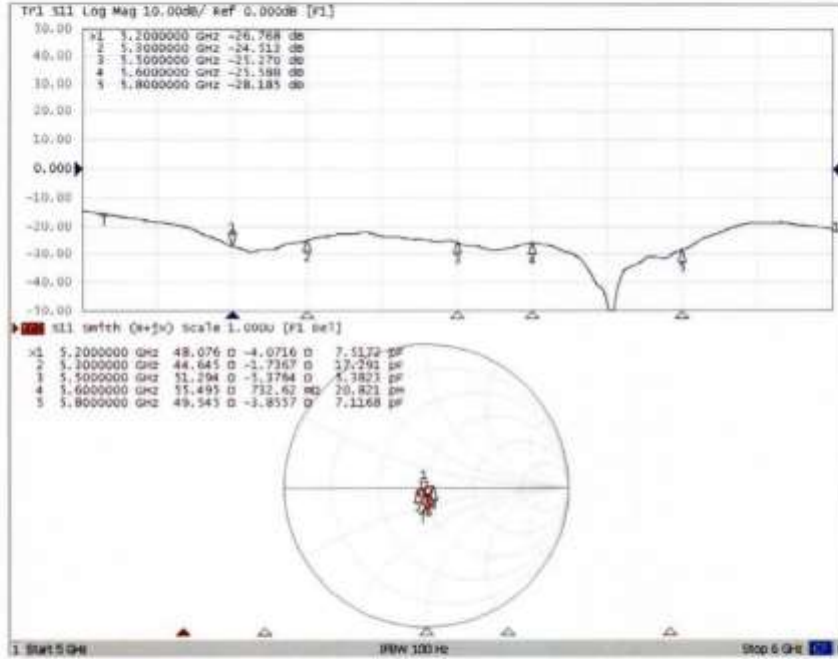 Tr1 S11 Log Mag 10.00dB/ Ref 0.000dB [F1]
50.00
40.00
30.00
20.00
10.00
0.000
-10.00
-20.00
-30.00
-40.00
-50.00
>1 5.2000000 GHz -26.768 dB
2 5.3000000 GHz -24.513 dB
3 5.5000000 GHz -25.270 dB
4 5.6000000 GHz -25.588 dB
5 5.8000000 GHz -28.185 dB
S11 Smith (R+jX) Scale 1.000U [F1 Del]
>1 5.2000000 GHz 48.076 Ω -4.0716 Ω 7.5172 pF
2 5.3000000 GHz 44.645 Ω -1.7367 Ω 17.291 pF
3 5.5000000 GHz 51.294 Ω -5.3764 Ω 5.3823 pF
4 5.6000000 GHz 55.495 Ω 732.62 mΩ 20.821 pH
5 5.8000000 GHz 49.545 Ω -3.8557 Ω 7.1168 pF
1 Start 5 GHz
IFBW 100 Hz
Stop 6 GHz